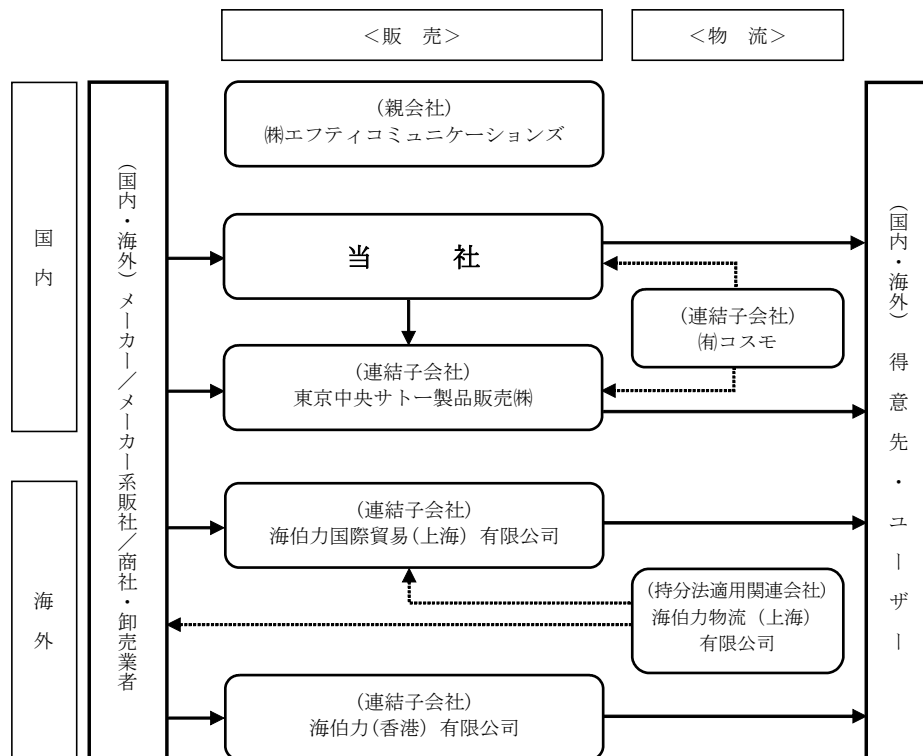 ＜販　売＞
＜物　流＞
国内
海外
（国内・海外）メーカー／メーカー系販社／商社・卸売業者
（親会社）
㈱エフティコミュニケーションズ
当　　社
（連結子会社）
㈲コスモ
（連結子会社）
東京中央サトー製品販売㈱
（連結子会社）
海伯力国際貿易(上海）有限公司
（持分法適用関連会社）
海伯力物流（上海）
有限公司
（連結子会社）
海伯力(香港）有限公司
（国内・海外）得意先・ユーザー